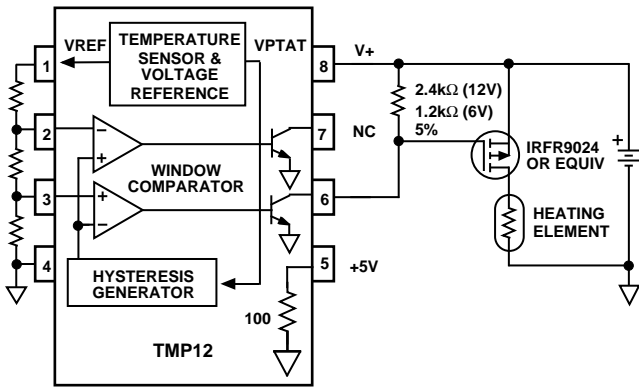 TEMPERATURE
SENSOR &
VOLTAGE
REFERENCE
VREF
VPTAT
1
2
3
4
8
7
6
5
V+
NC
+5V
−
+
+
−
WINDOW
COMPARATOR
HYSTERESIS
GENERATOR
100
TMP12
2.4kΩ (12V)
1.2kΩ (6V)
5%
IRFR9024
OR EQUIV
HEATING
ELEMENT
+